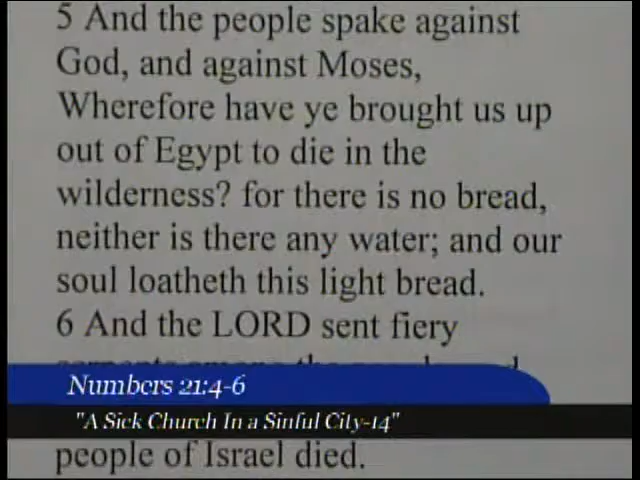 5 And the people spake against
God, and against Moses,
Wherefore have ye brought us up
out of Egypt to die in the
wilderness? for there is no bread,
neither is there any water; and our
soul loatheth this light bread.
6 And the LORD sent fiery
Numbers 21:4-6
"A Sick Church In a Sinful City-14"
people of Israel died.